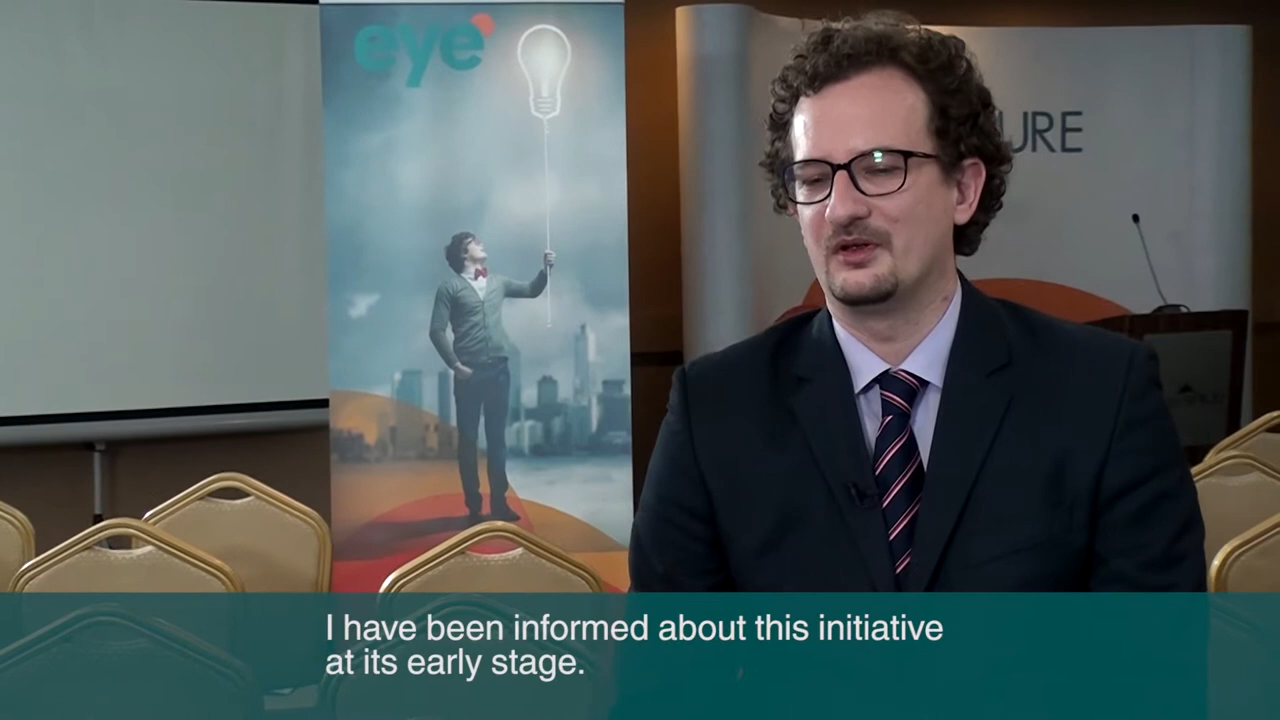 eye
URE
I have been informed about this initiative
at its early stage.